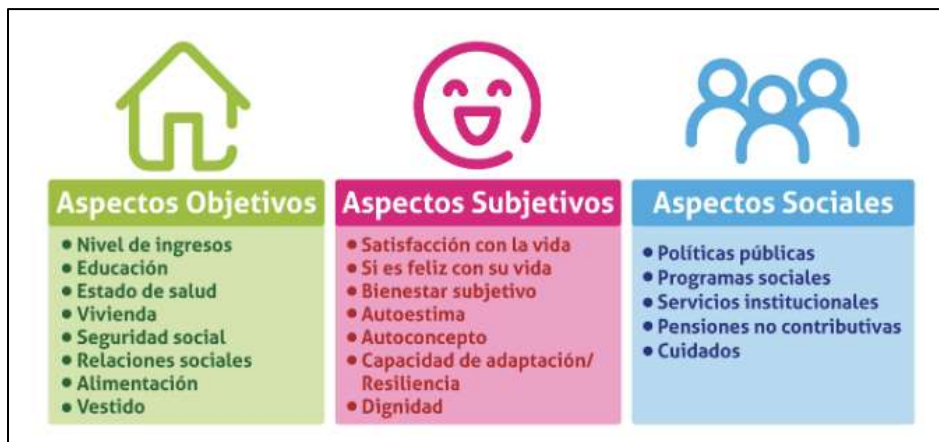 Aspectos Objetivos
• Nivel de ingresos
• Educación
• Estado de salud
• Vivienda
• Seguridad social
• Relaciones sociales
• Alimentación
• Vestido
Aspectos Subjetivos
• Satisfacción con la vida
• Si es feliz con su vida
• Bienestar subjetivo
• Autoestima
• Autoconcepto
• Capacidad de adaptación/
Resiliencia
• Dignidad
Aspectos Sociales
• Políticas públicas
• Programas sociales
• Servicios institucionales
• Pensiones no contributivas
• Cuidados